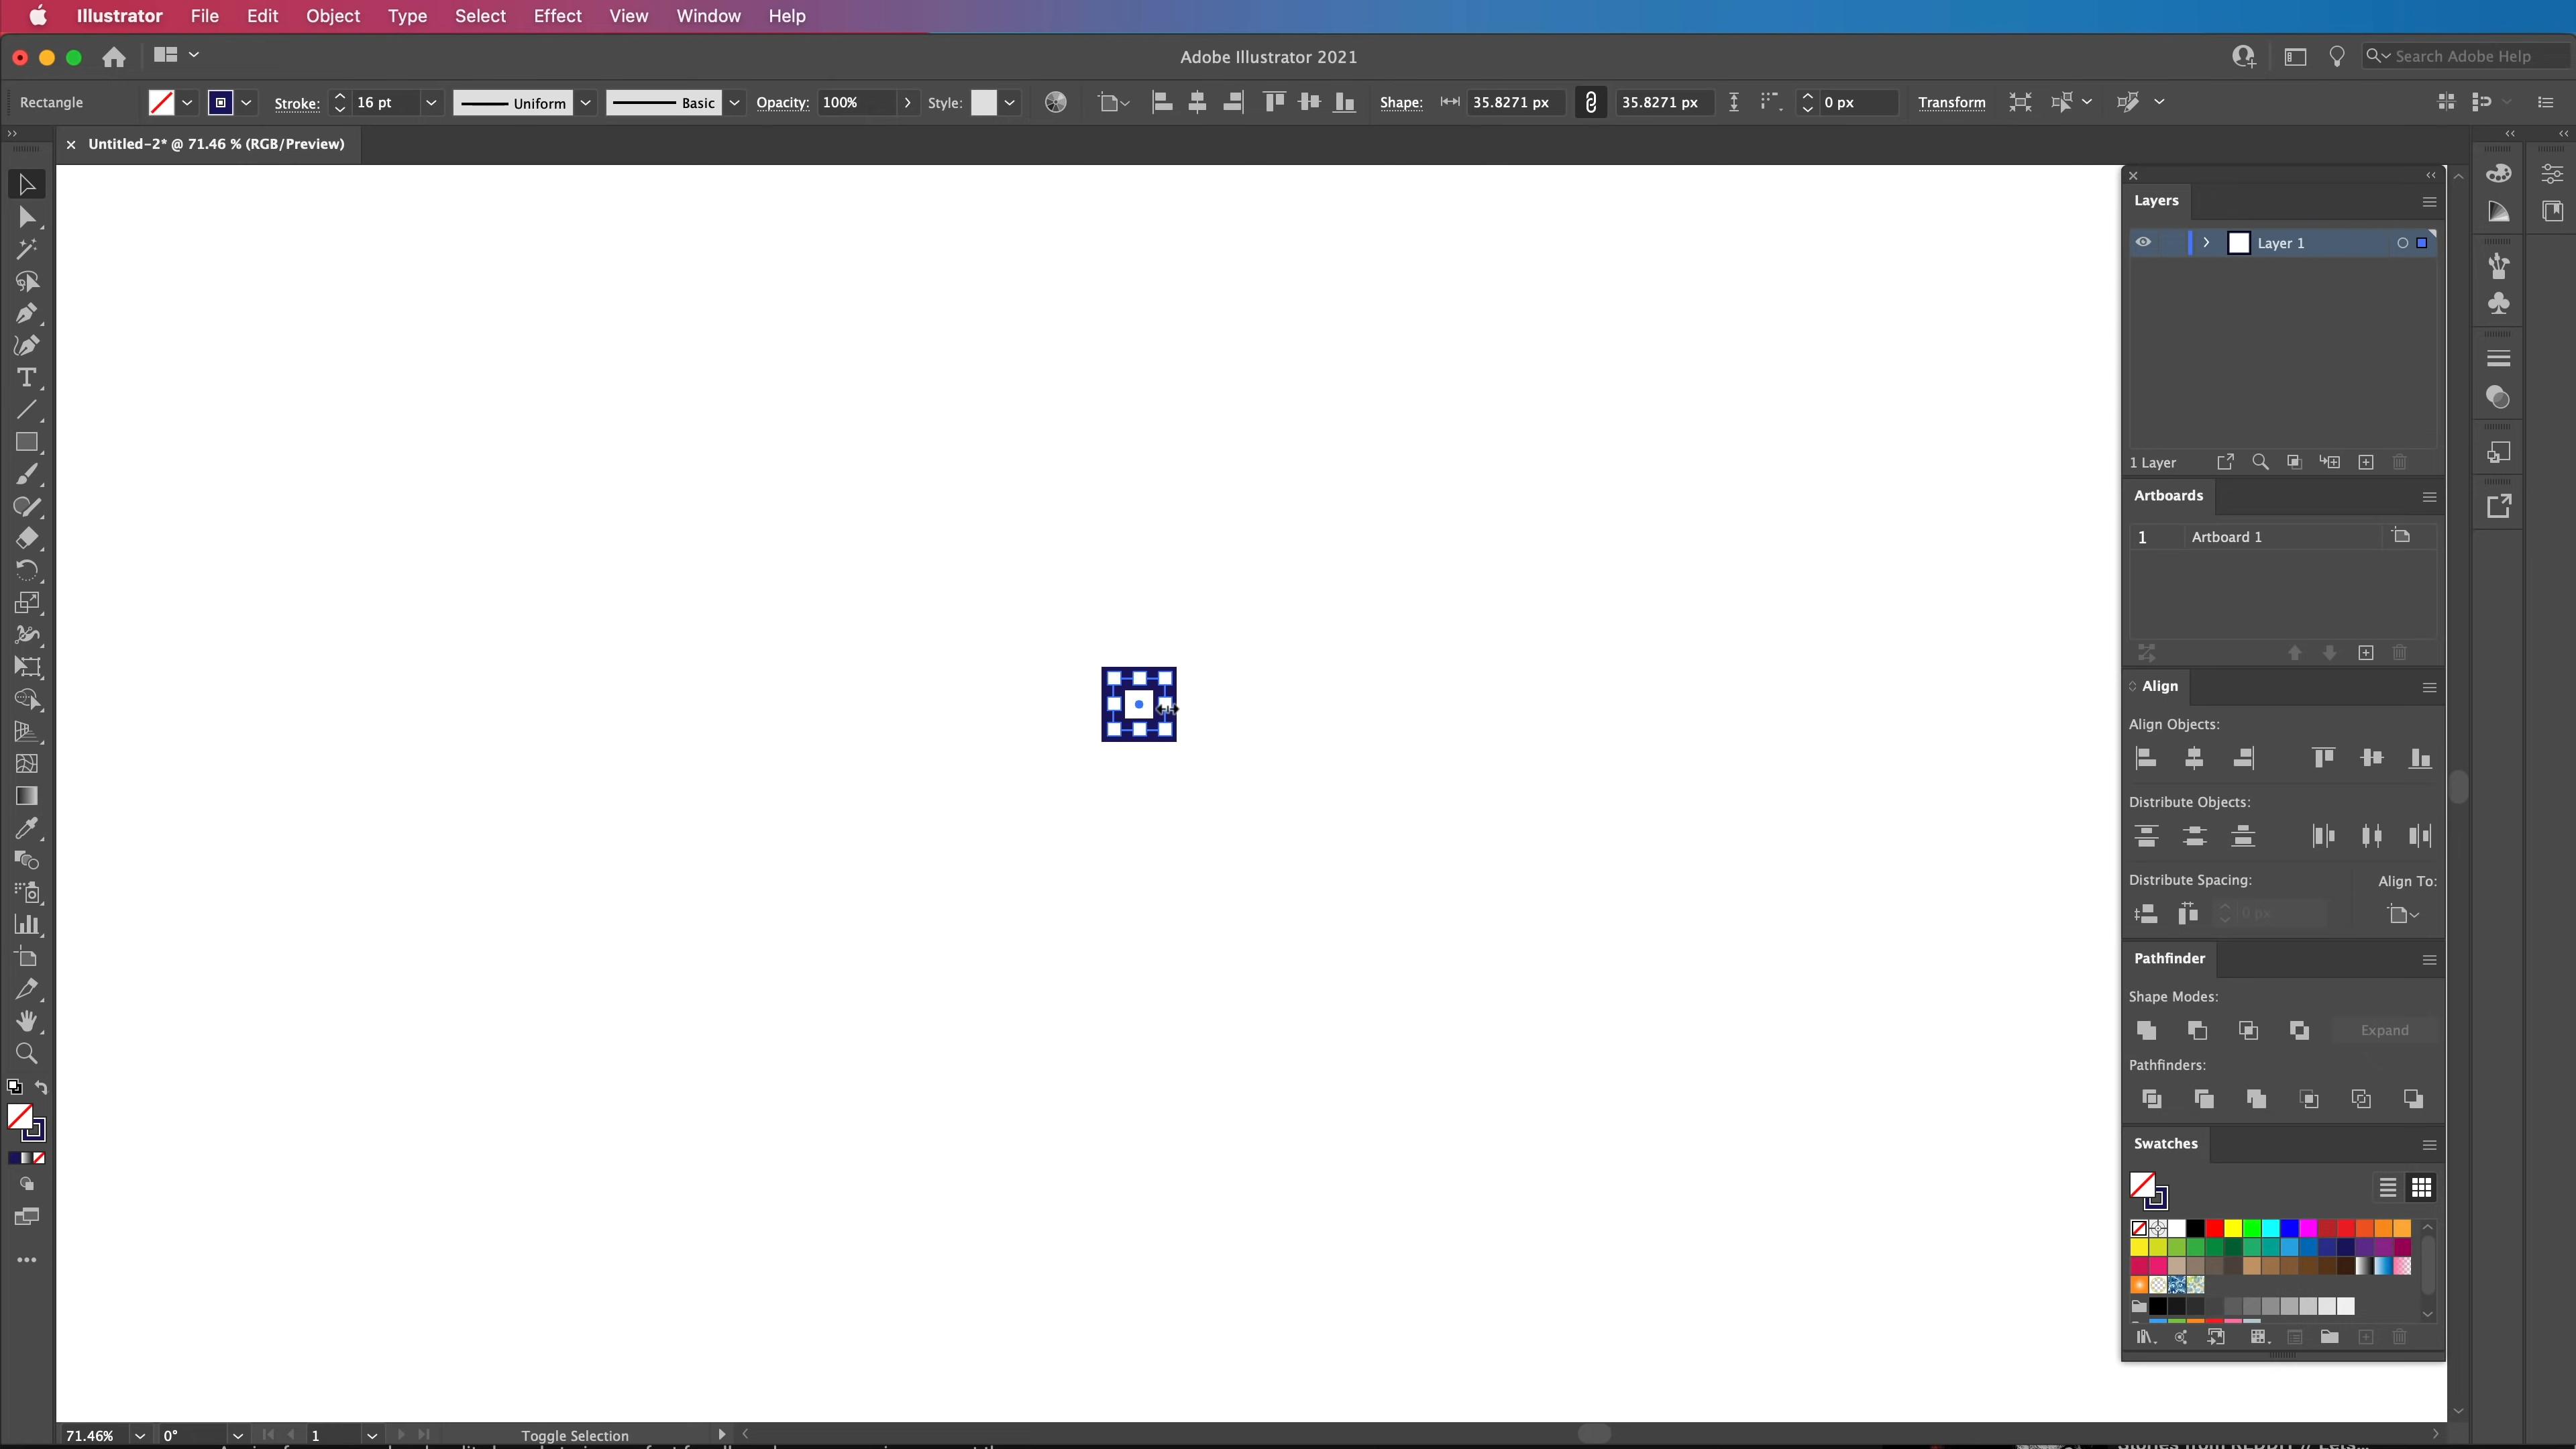 Illustrator File Edit Object Type Select Effect View Window Help
Adobe Illustrator 2021
Search Adobe Help
Rectangle Stroke: 16 pt Uniform Basic Opacity: 100% Style: Shape: 35.8271 px 35.8271 px 0 px Transform
× Untitled-2* @ 71.46 % (RGB/Preview)
Layers
Layer 1
1 Layer
Artboards
1 Artboard 1
Align
Align Objects:
Distribute Objects:
Distribute Spacing: Align To:
0 px
Pathfinder
Shape Modes:
Expand
Pathfinders:
Swatches
71.46% 0° 1 Toggle Selection